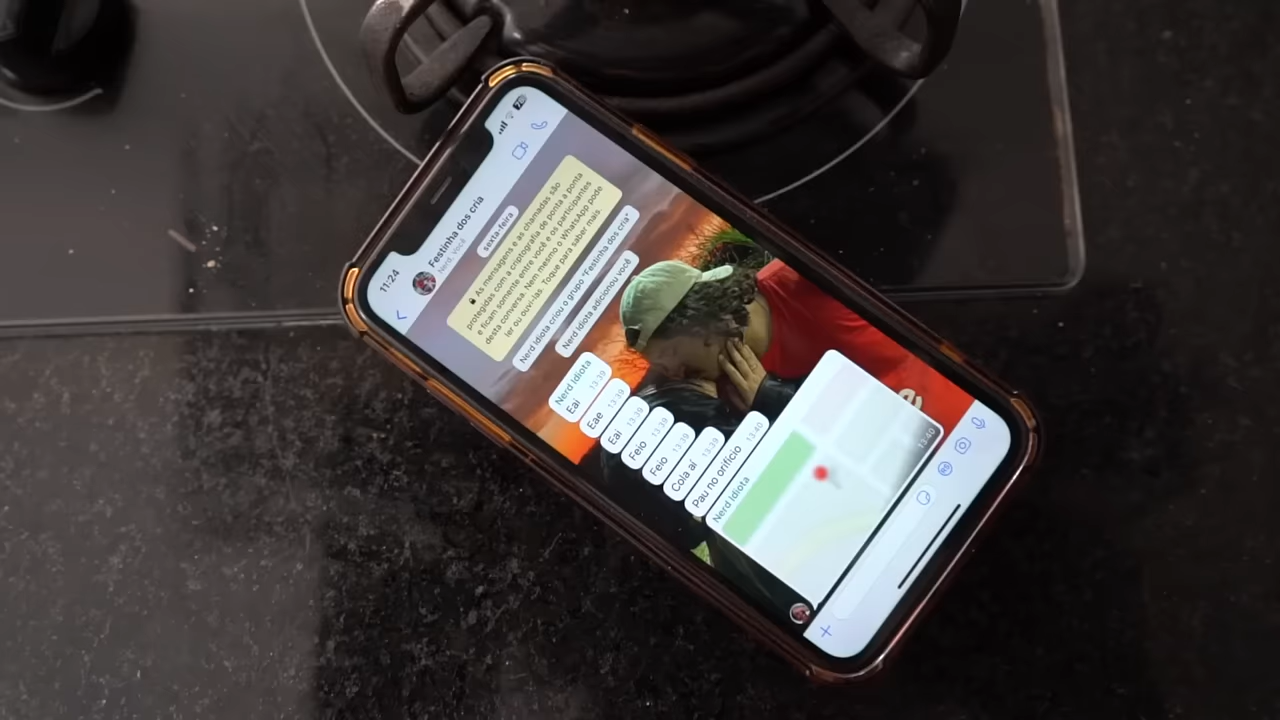 11:24
76
Festinha dos cria
Nerd, você
sexta-feira
As mensagens e as chamadas são
protegidas com a criptografia de ponta a ponta
e ficam somente entre você e os participantes
desta conversa. Nem mesmo o WhatsApp pode
ler ou ouvi-las. Toque para saber mais.
Nerd Idiota criou o grupo "Festinha dos cria"
Nerd Idiota adicionou você
Nerd Idiota
Eai 13:39
Eae 13:39
Eai 13:39
Feio 13:39
Feio 13:39
Cola aí 13:39
Pau no orifício 13:40
Nerd Idiota
13:40